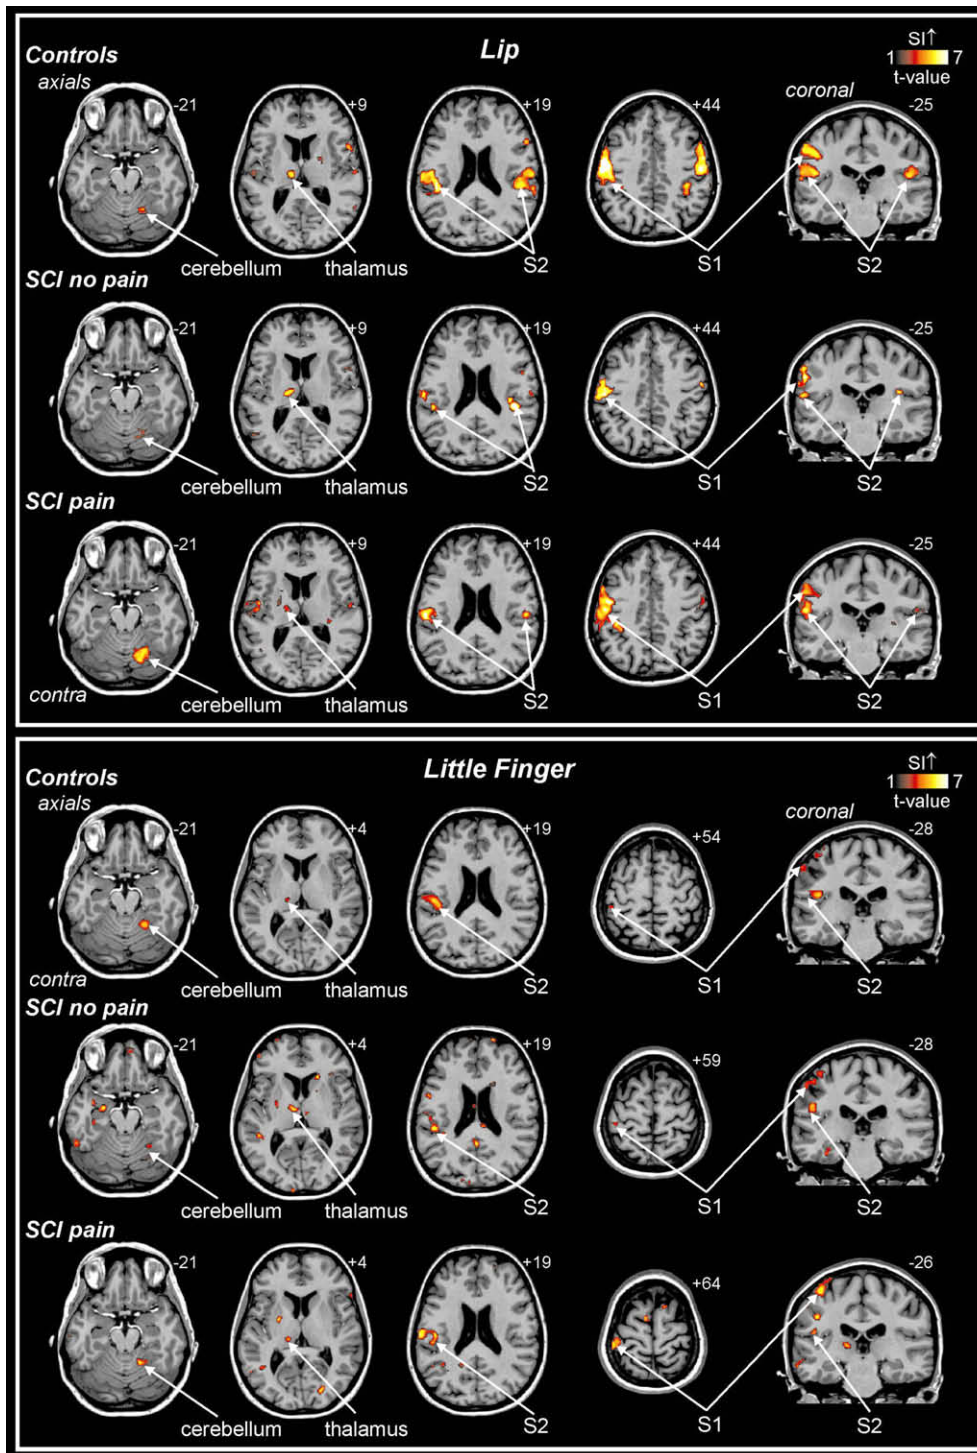 Lip
SI↑
1 7
t-value
Controls
axials
coronal
-21 +9 +19 +44 -25
cerebellum thalamus S2 S1 S2
SCI no pain
-21 +9 +19 +44 -25
cerebellum thalamus S2 S1 S2
SCI pain
-21 +9 +19 +44 -25
contra
cerebellum thalamus S2 S1 S2
Little Finger
SI↑
1 7
t-value
Controls
axials
coronal
-21 +4 +19 +54 -28
contra
cerebellum thalamus S2 S1 S2
SCI no pain
-21 +4 +19 +59 -28
cerebellum thalamus S2 S1 S2
SCI pain
-21 +4 +19 +64 -26
cerebellum thalamus S2 S1 S2